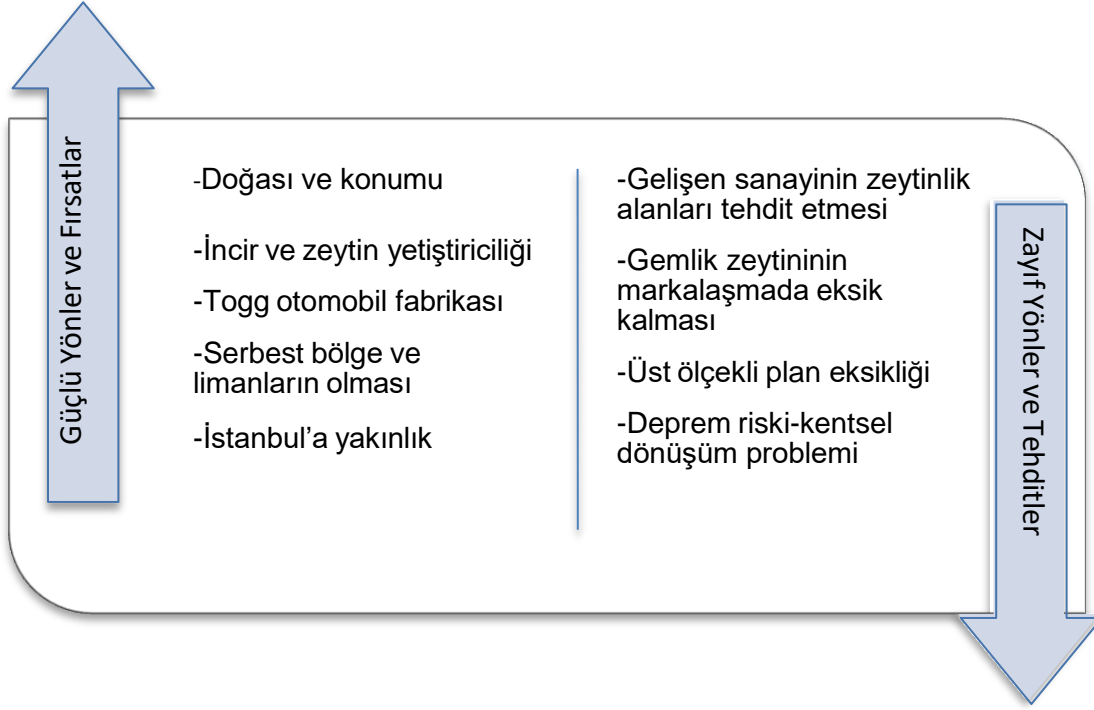 Güçlü Yönler ve Fırsatlar
-Doğası ve konumu
-İncir ve zeytin yetiştiriciliği
-Togg otomobil fabrikası
-Serbest bölge ve
limanların olması
-İstanbul’a yakınlık
-Gelişen sanayinin zeytinlik
alanları tehdit etmesi
-Gemlik zeytininin
markalaşmada eksik
kalması
-Üst ölçekli plan eksikliği
-Deprem riski-kentsel
dönüşüm problemi
Zayıf Yönler ve Tehditler